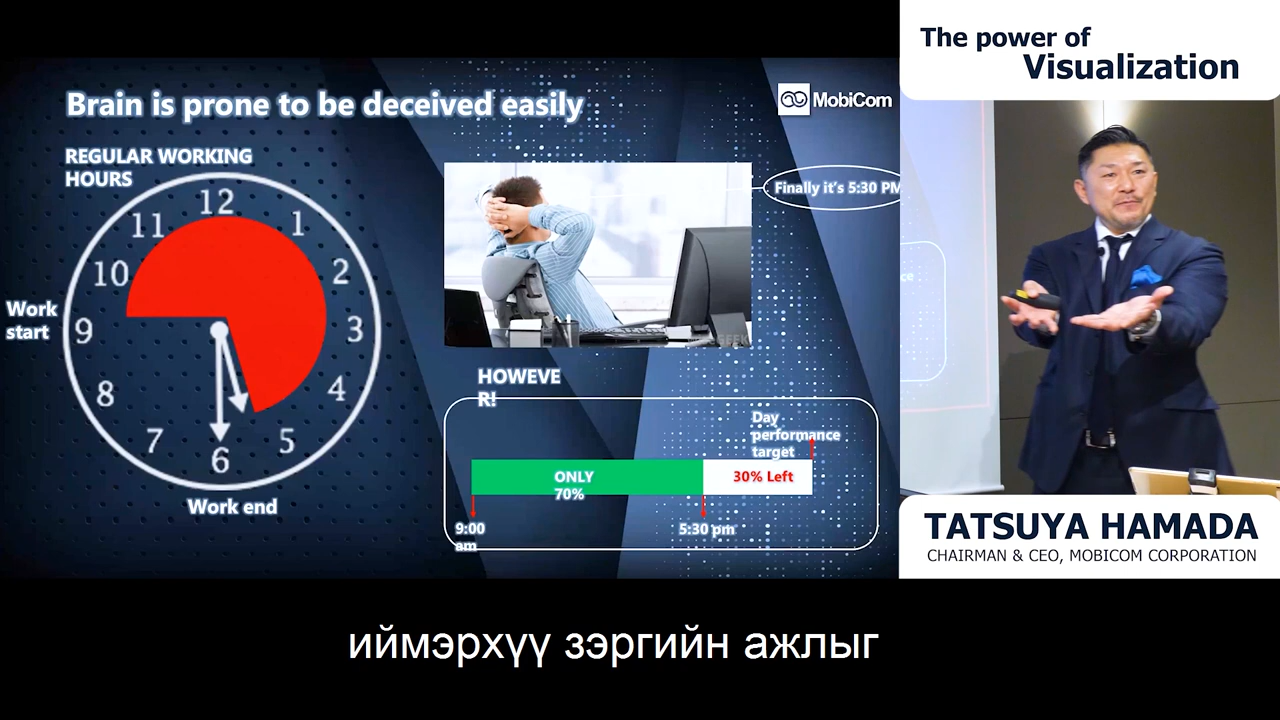 The power of
Visualization
Brain is prone to be deceived easily
MobiCom
REGULAR WORKING
HOURS
12
11
1
10
2
9
3
8
4
7
5
6
Work
start
Work end
Finally it's 5:30 PM
HOWEVE
R!
Day
performance
target
ONLY
70%
30% Left
9:00
am
5:30 pm
TATSUYA HAMADA
CHAIRMAN & CEO, MOBICOM CORPORATION
иймэрхүү зэргийн ажлыг